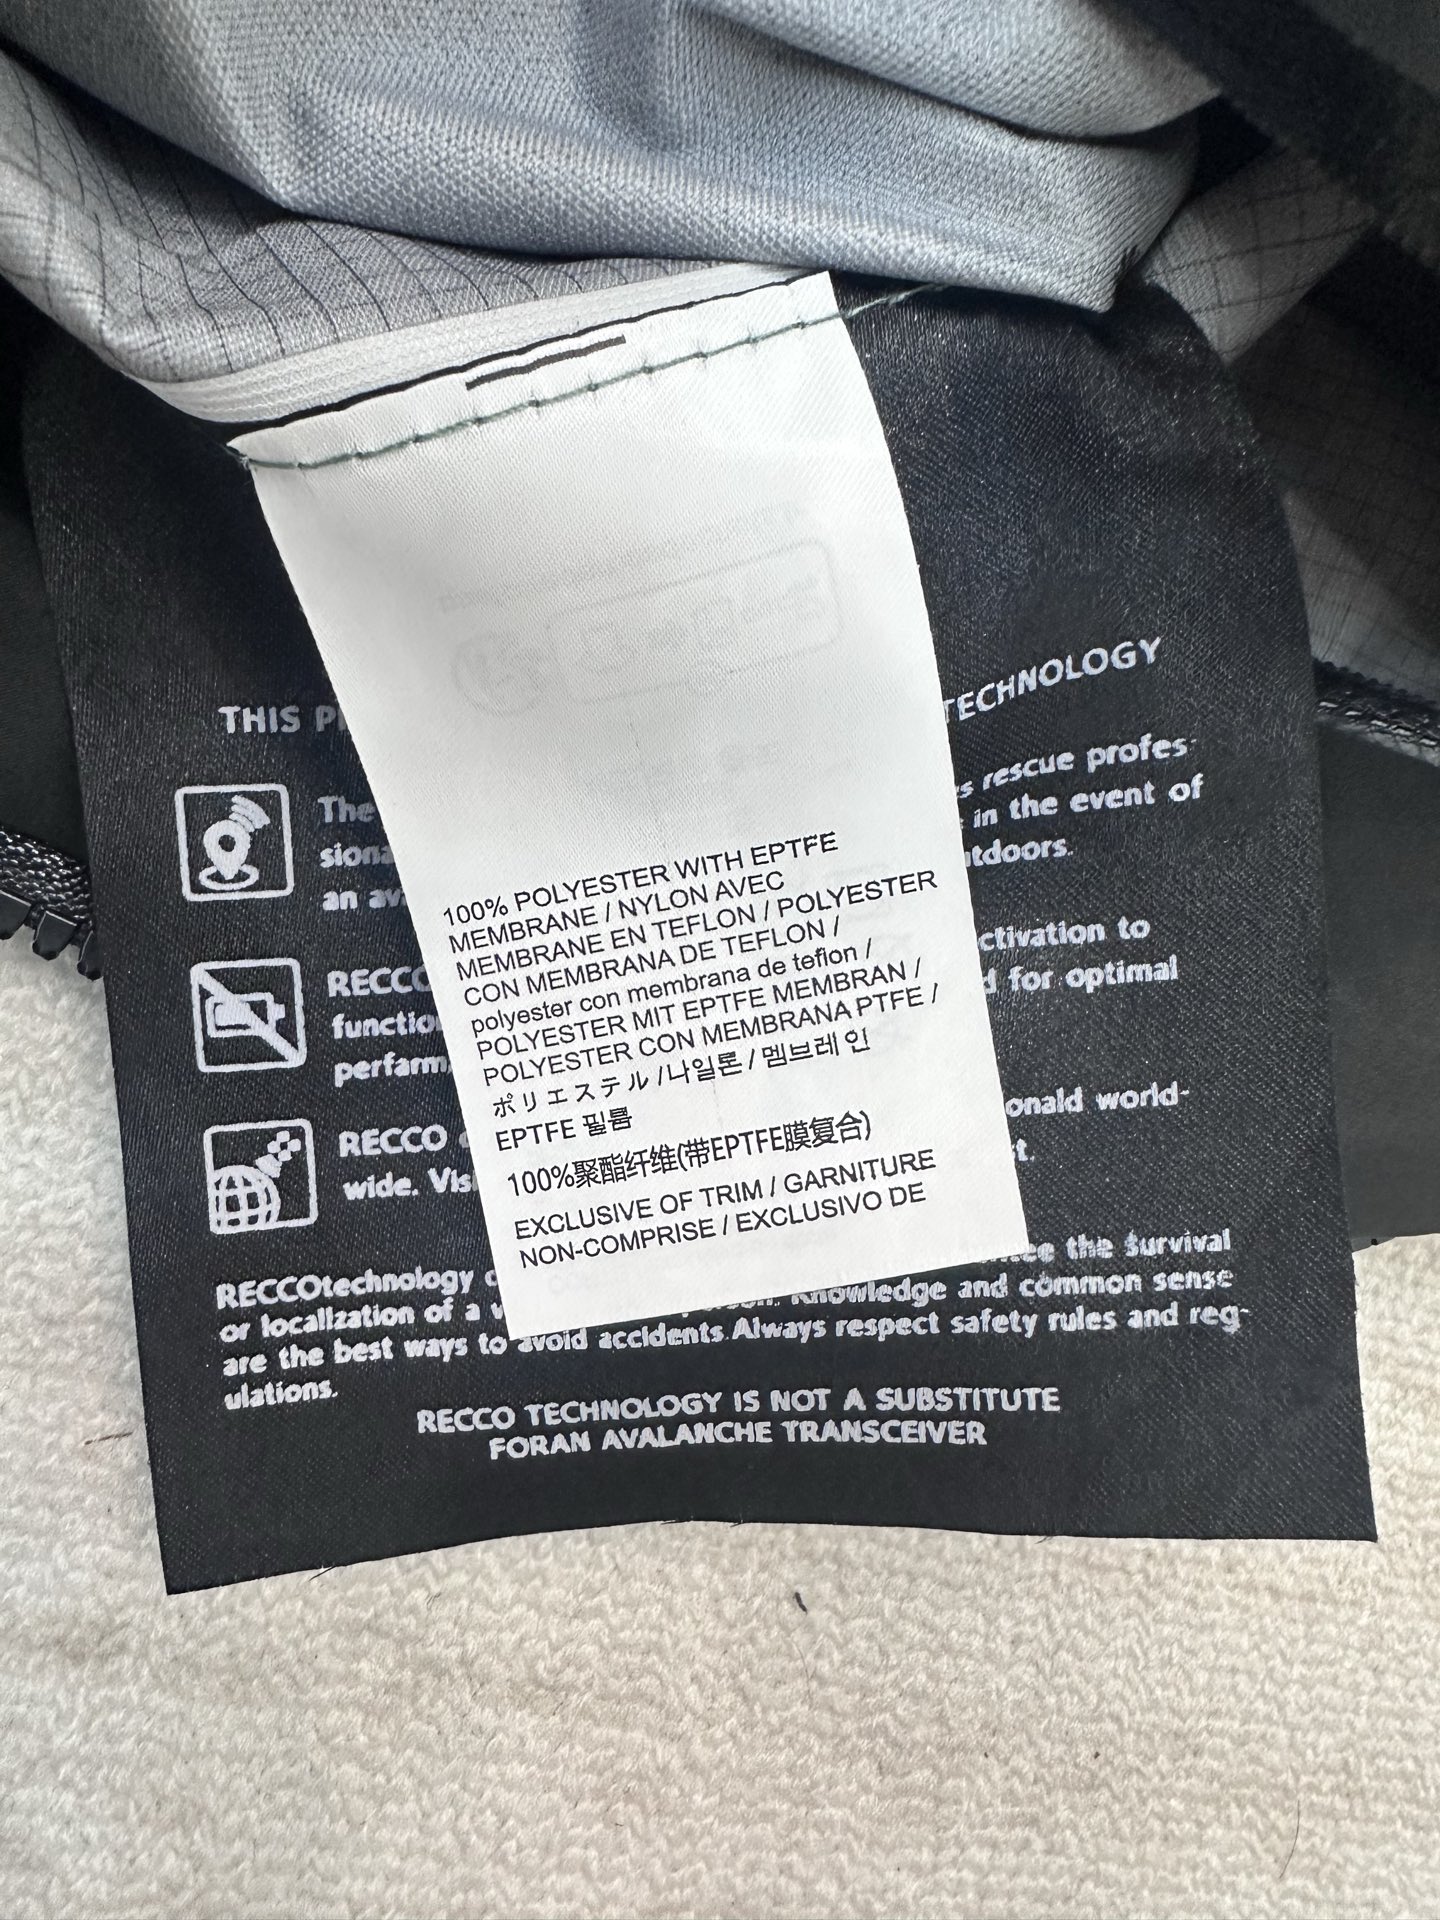 THIS
TECHNOLOGY
The
rescue profes-
in the event of
an
RECCO
ctivation to
for optimal
functio
perfarm
RECCO
onald world-
wide. Vis
100% POLYESTER WITH EPTFE
MEMBRANE / NYLON AVEC
MEMBRANE EN TEFLON / POLYESTER
CON MEMBRANA DE TEFLON /
polyester con membrana de teflon /
POLYESTER MIT EPTFE MEMBRAN /
POLYESTER CON MEMBRANA PTFE /
ポリエステル /나일론 / 멤브레 인
EPTFE 필름
100%聚酯纤维(带EPTFE膜复合)
EXCLUSIVE OF TRIM / GARNITURE
NON-COMPRISE / EXCLUSIVO DE
RECCOtechnology the Survival
or locallzation of a Knowledge and common sense
are the best ways to avoid accidents.Always respect safety rules and reg-
ulations.
RECCO TECHNOLOGY IS NOT A SUBSTITUTE
FORAN AVALANCHE TRANSCEIVER